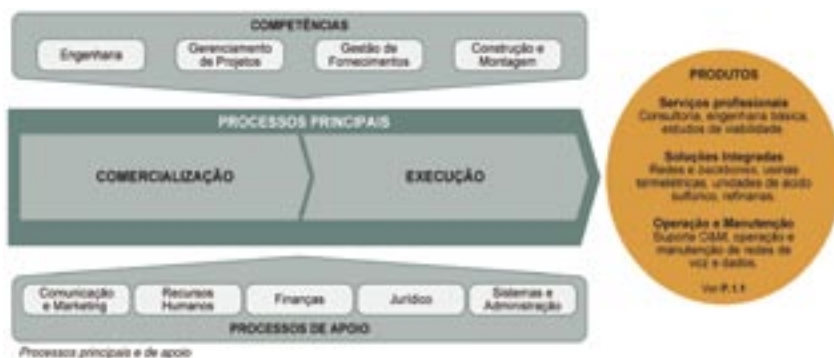 COMPETÊNCIAS
Engenharia
Gerenciamento
de Projetos
Gestão de
Fornecimentos
Construção e
Montagem
PROCESSOS PRINCIPAIS
COMERCIALIZAÇÃO
EXECUÇÃO
PRODUTOS
Serviços profissionais
Consultoria, engenharia básica,
estudos de viabilidade.
Soluções Integradas
Redes e backbones, usinas
termelétricas, unidades de ácido
sulfúrico, refinarias.
Operação e Manutenção
Suporte O&M, operação e
manutenção de redes de
voz e dados.
Ver P.1.1
Comunicação
e Marketing
Recursos
Humanos
Finanças
Jurídico
Sistemas e
Administração
PROCESSOS DE APOIO
Processos principais e de apoio